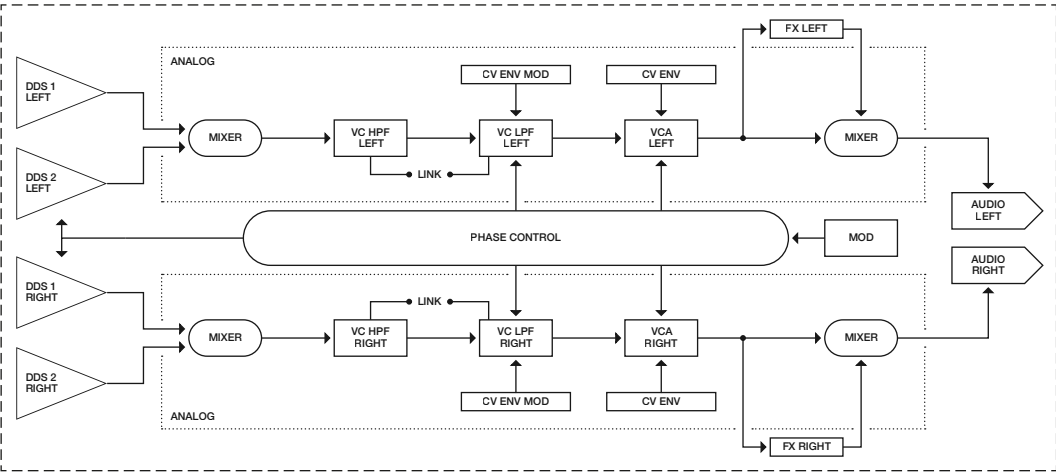 FX LEFT
ANALOG
DDS 1
LEFT
CV ENV MOD
CV ENV
MIXER
VC HPF
LEFT
VC LPF
LEFT
VCA
LEFT
MIXER
DDS 2
LEFT
LINK
AUDIO
LEFT
PHASE CONTROL
MOD
AUDIO
RIGHT
DDS 1
RIGHT
LINK
MIXER
VC HPF
RIGHT
VC LPF
RIGHT
VCA
RIGHT
MIXER
DDS 2
RIGHT
CV ENV MOD
CV ENV
ANALOG
FX RIGHT